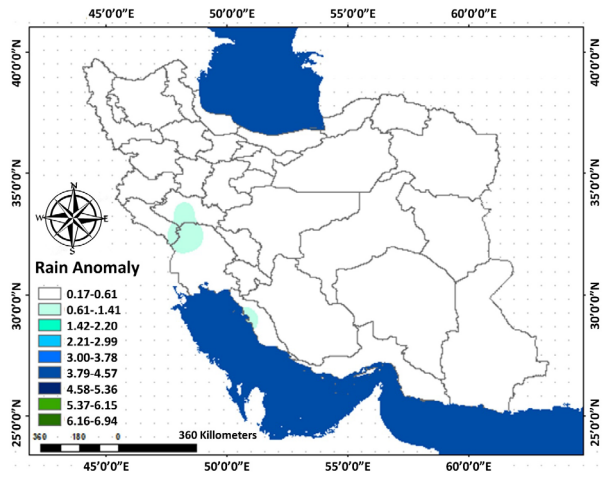 45°0'0"E 50°0'0"E 55°0'0"E 60°0'0"E
40°0'0"N 40°0'0"N
35°0'0"N 35°0'0"N
N
W E
S
Rain Anomaly
0.17-0.61
30°0'0"N 30°0'0"N
0.61-.1.41
1.42-2.20
2.21-2.99
3.00-3.78
3.79-4.57
4.58-5.36
5.37-6.15
25°0'0"N 25°0'0"N
6.16-6.94
360 180 0 360 Killometers
45°0'0"E 50°0'0"E 55°0'0"E 60°0'0"E